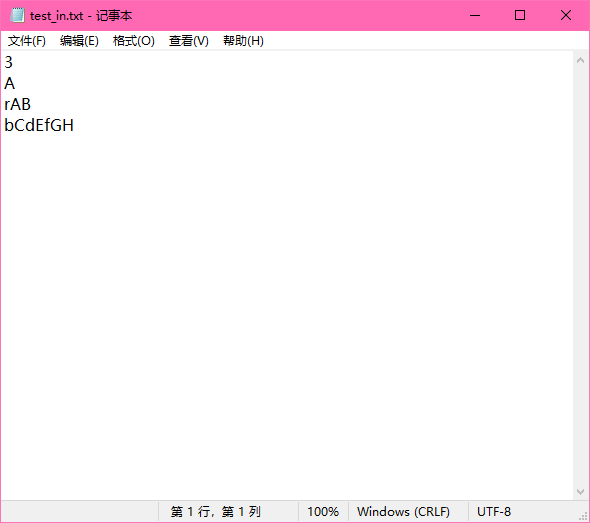 test_in.txt - 记事本
文件(F) 编辑(E) 格式(O) 查看(V) 帮助(H)
3
A
rAB
bCdEfGH
第 1 行，第 1 列 100% Windows (CRLF) UTF-8